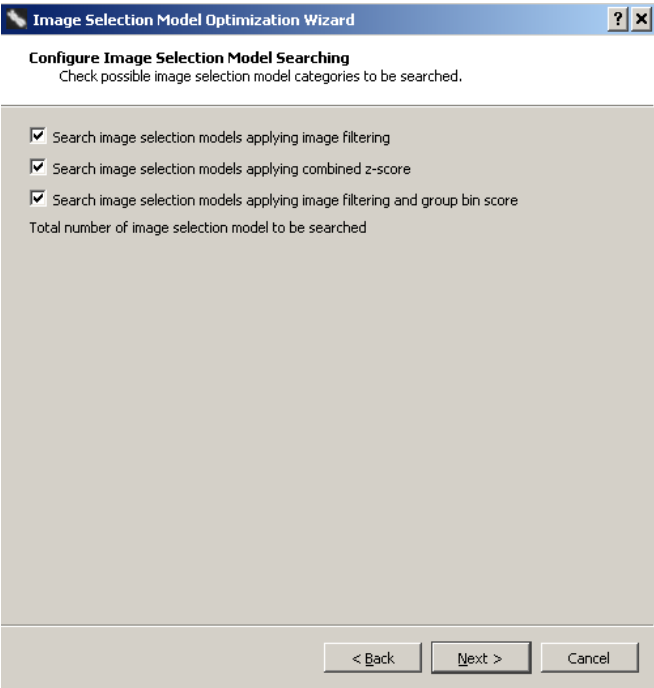 Image Selection Model Optimization Wizard
Configure Image Selection Model Searching
Check possible image selection model categories to be searched.
Search image selection models applying image filtering
Search image selection models applying combined z-score
Search image selection models applying image filtering and group bin score
Total number of image selection model to be searched
< Back Next > Cancel